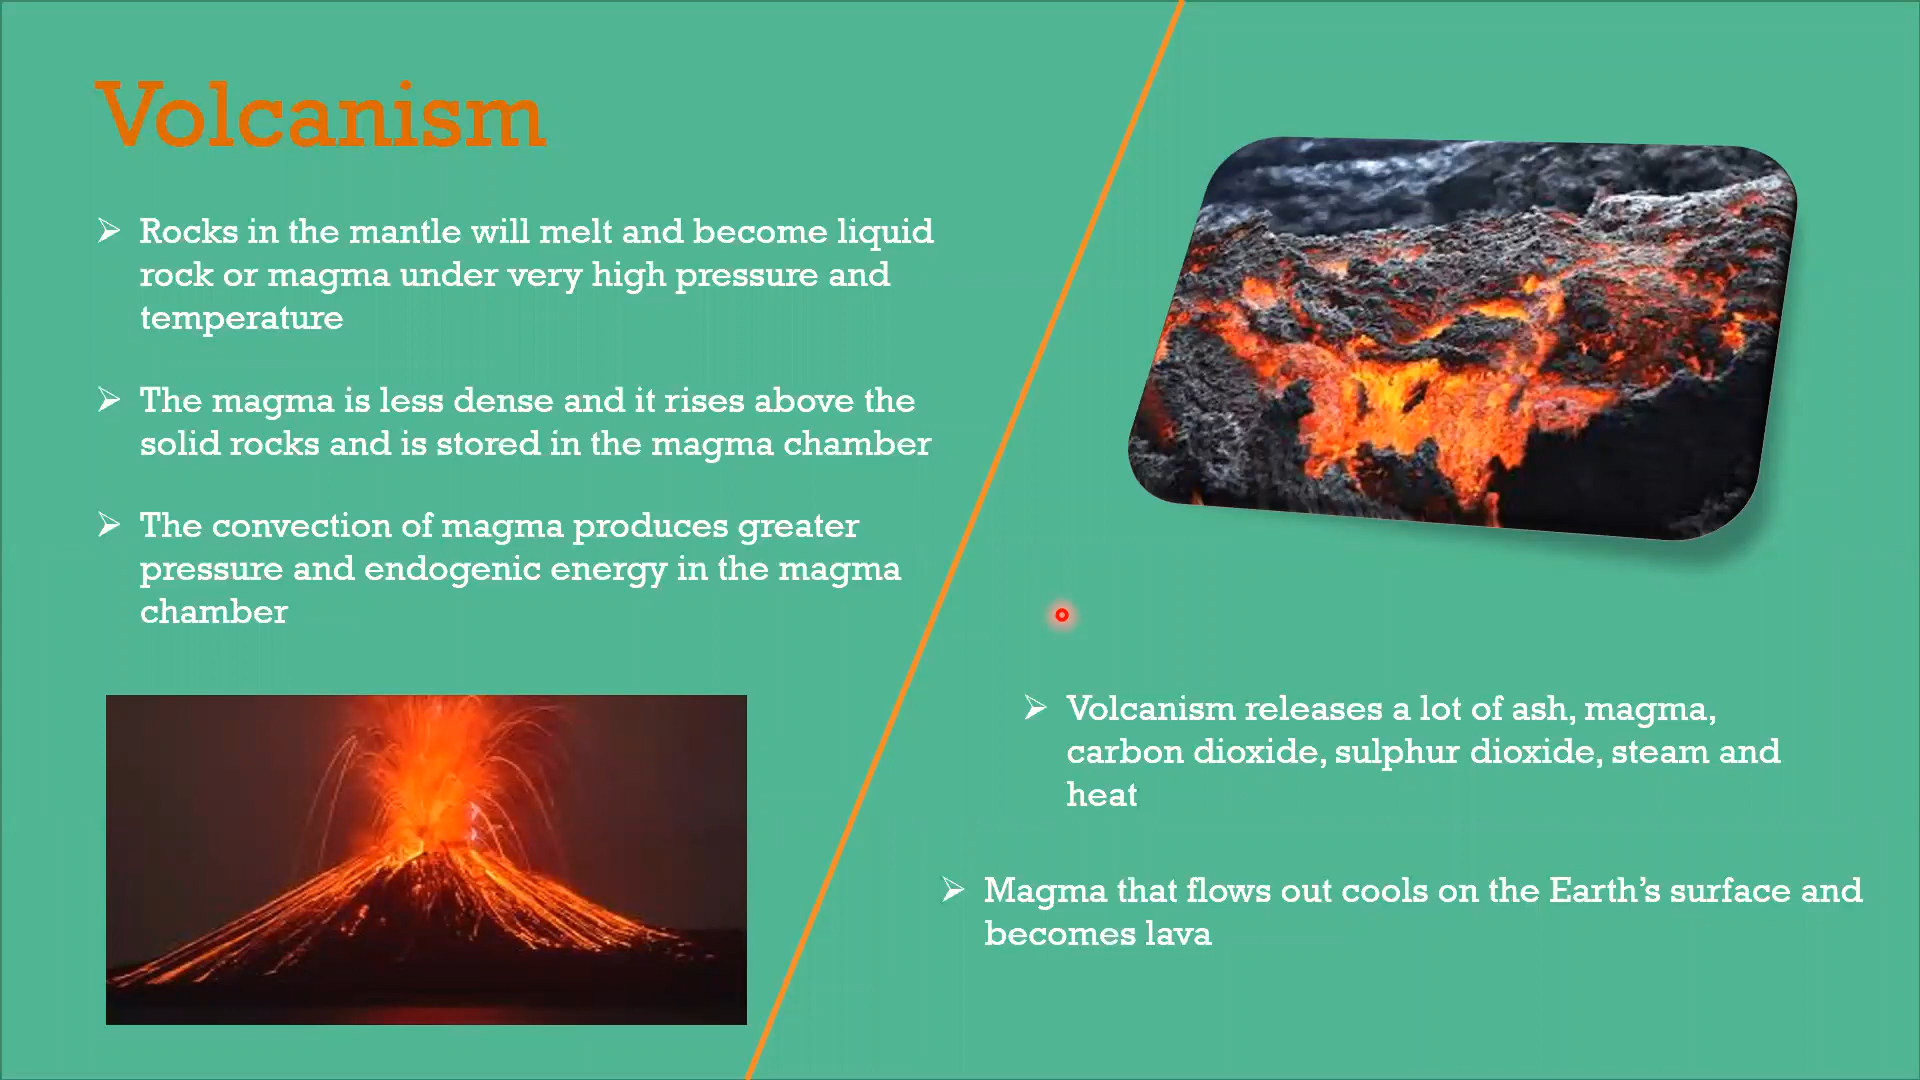 Volcanism
Rocks in the mantle will melt and become liquid
rock or magma under very high pressure and
temperature
The magma is less dense and it rises above the
solid rocks and is stored in the magma chamber
The convection of magma produces greater
pressure and endogenic energy in the magma
chamber
Volcanism releases a lot of ash, magma,
carbon dioxide, sulphur dioxide, steam and
heat
Magma that flows out cools on the Earth’s surface and
becomes lava